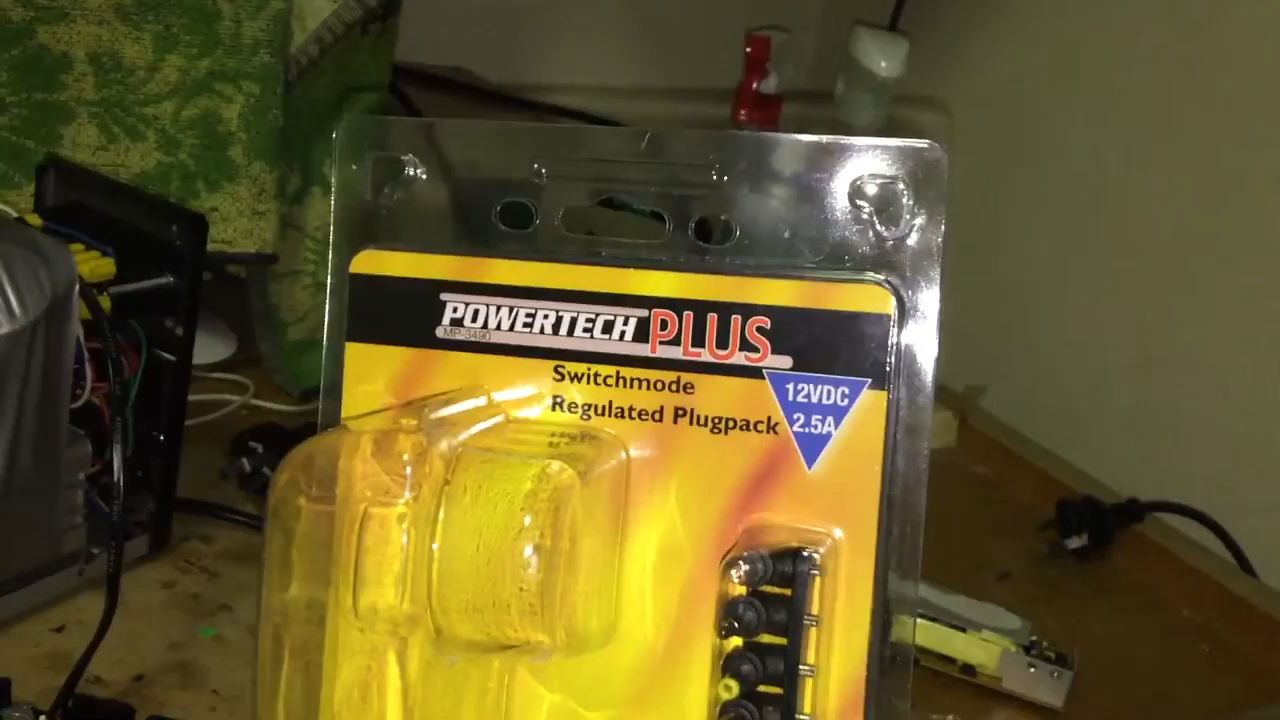 POWERTECH PLUS
MP-3490
Switchmode
Regulated Plugpack
12VDC
2.5A